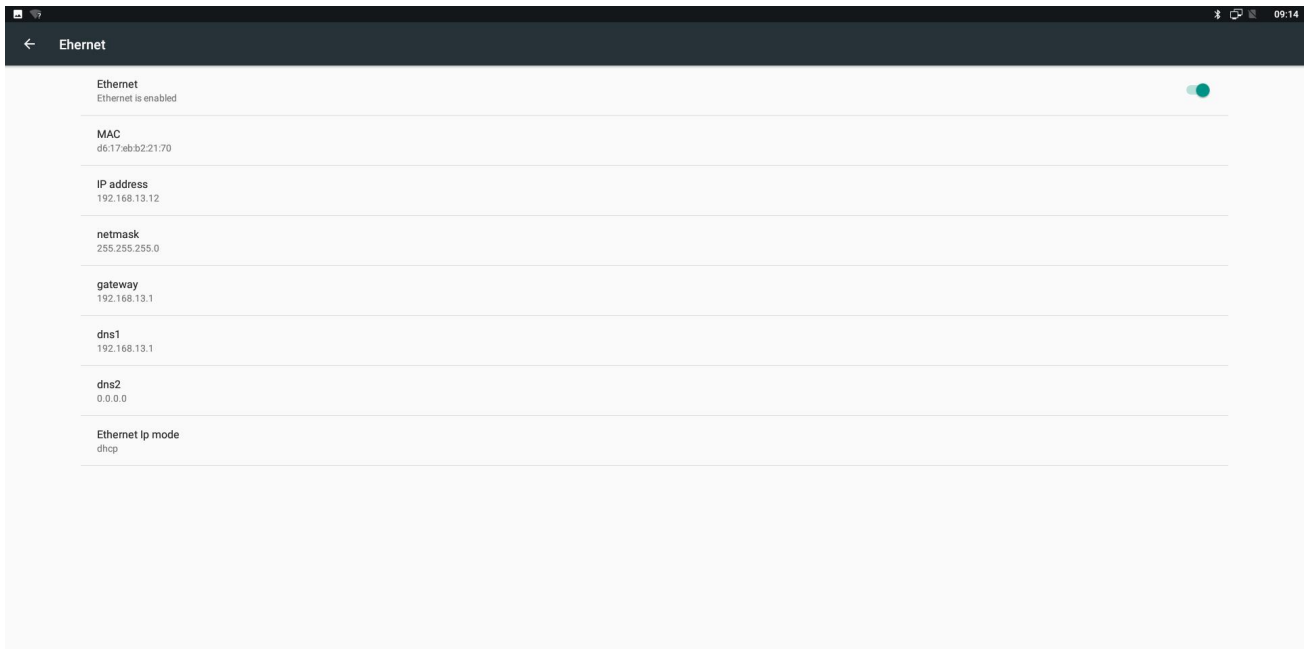 09:14
Ehernet
Ethernet
Ethernet is enabled
MAC
d6:17:eb:b2:21:70
IP address
192.168.13.12
netmask
255.255.255.0
gateway
192.168.13.1
dns1
192.168.13.1
dns2
0.0.0.0
Ethernet Ip mode
dhcp